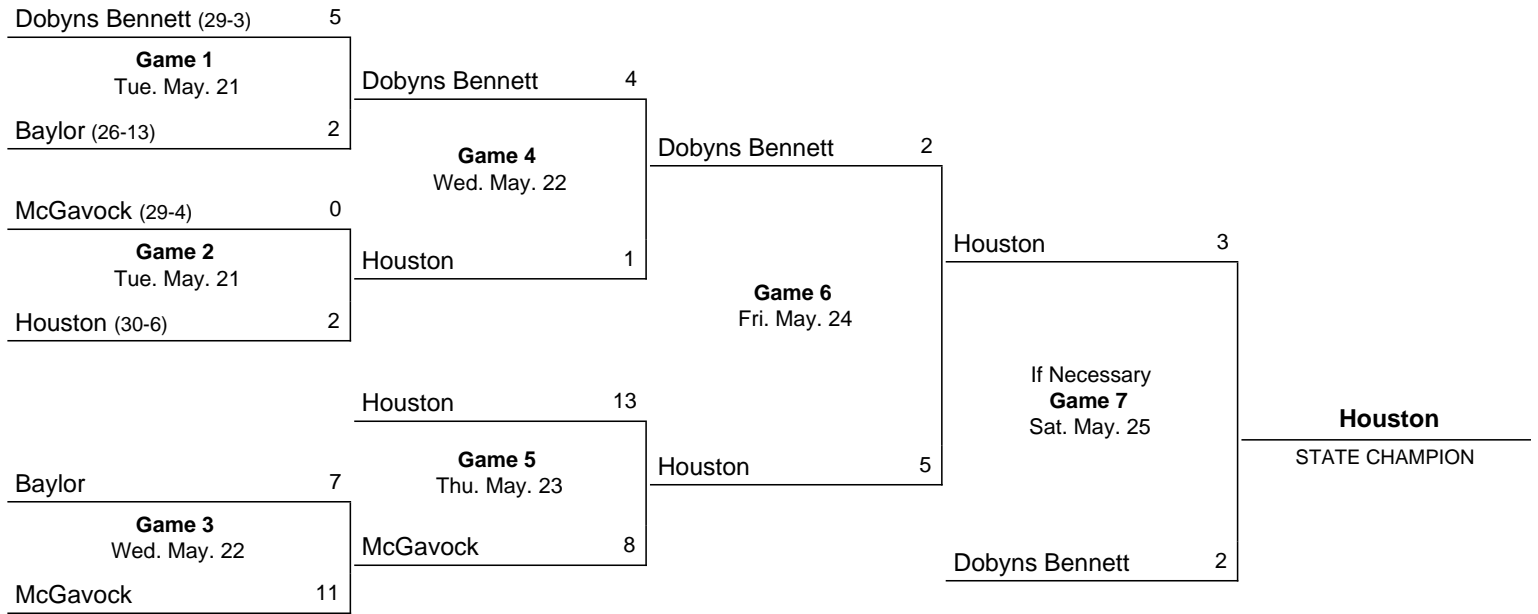 Dobyns Bennett (29-3) 5
Game 1
Tue. May. 21
Baylor (26-13) 2
McGavock (29-4) 0
Game 2
Tue. May. 21
Houston (30-6) 2
Baylor 7
Game 3
Wed. May. 22
McGavock 11
Dobyns Bennett 4
Game 4
Wed. May. 22
Houston 1
Houston 13
Game 5
Thu. May. 23
McGavock 8
Dobyns Bennett 2
Game 6
Fri. May. 24
Houston 5
Houston 3
If Necessary
Game 7
Sat. May. 25
Dobyns Bennett 2
Houston
STATE CHAMPION